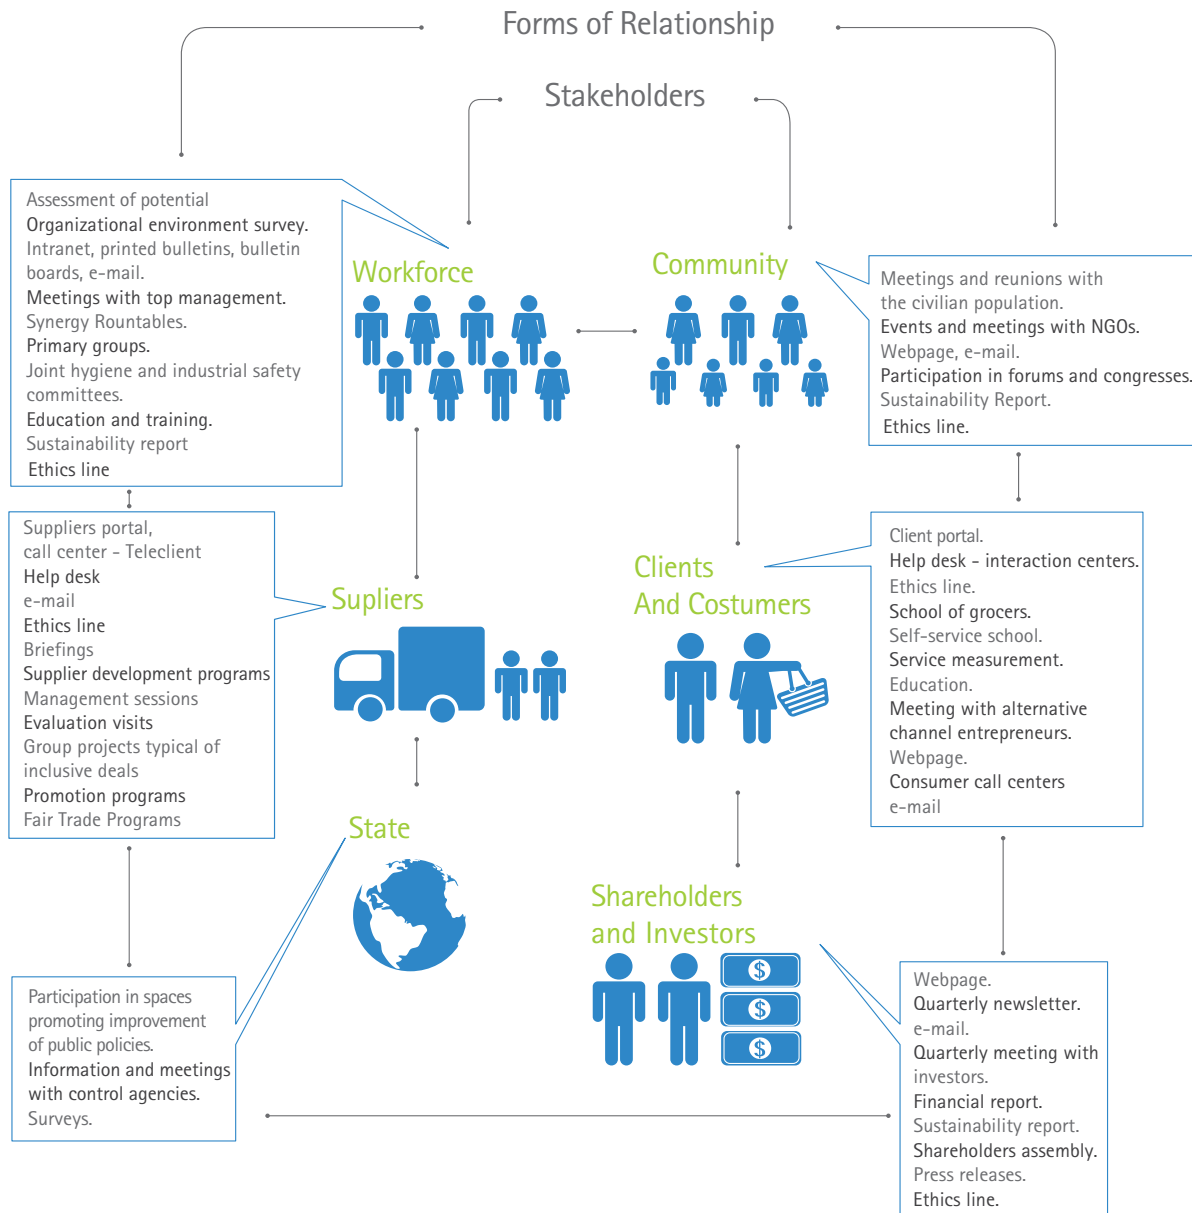 Forms of Relationship
Stakeholders
Assessment of potential
Organizational environment survey.
Intranet, printed bulletins, bulletin
boards, e-mail.
Meetings with top management.
Synergy Rountables.
Primary groups.
Joint hygiene and industrial safety
committees.
Education and training.
Sustainability report
Ethics line
Workforce
Community
Meetings and reunions with
the civilian population.
Events and meetings with NGOs.
Webpage, e-mail.
Participation in forums and congresses.
Sustainability Report.
Ethics line.
Suppliers portal,
call center - Teleclient
Help desk
e-mail
Ethics line
Briefings
Supplier development programs
Management sessions
Evaluation visits
Group projects typical of
inclusive deals
Promotion programs
Fair Trade Programs
Supliers
Clients
And Costumers
Client portal.
Help desk - interaction centers.
Ethics line.
School of grocers.
Self-service school.
Service measurement.
Education.
Meeting with alternative
channel entrepreneurs.
Webpage.
Consumer call centers
e-mail
State
Participation in spaces
promoting improvement
of public policies.
Information and meetings
with control agencies.
Surveys.
Shareholders
and Investors
$
$
$
Webpage.
Quarterly newsletter.
e-mail.
Quarterly meeting with
investors.
Financial report.
Sustainability report.
Shareholders assembly.
Press releases.
Ethics line.